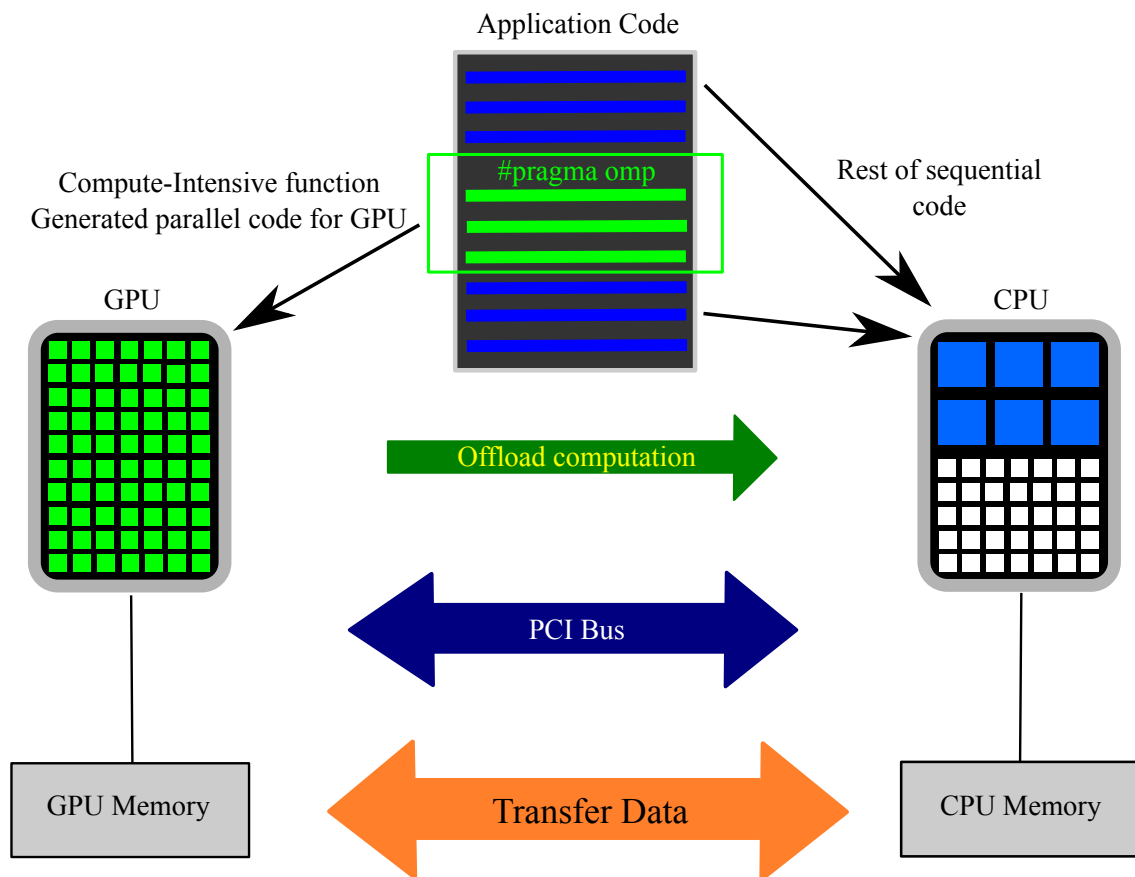 Application Code
#pragma omp
Compute-Intensive function
Generated parallel code for GPU
Rest of sequential
code
GPU
CPU
Offload computation
PCI Bus
GPU Memory
Transfer Data
CPU Memory